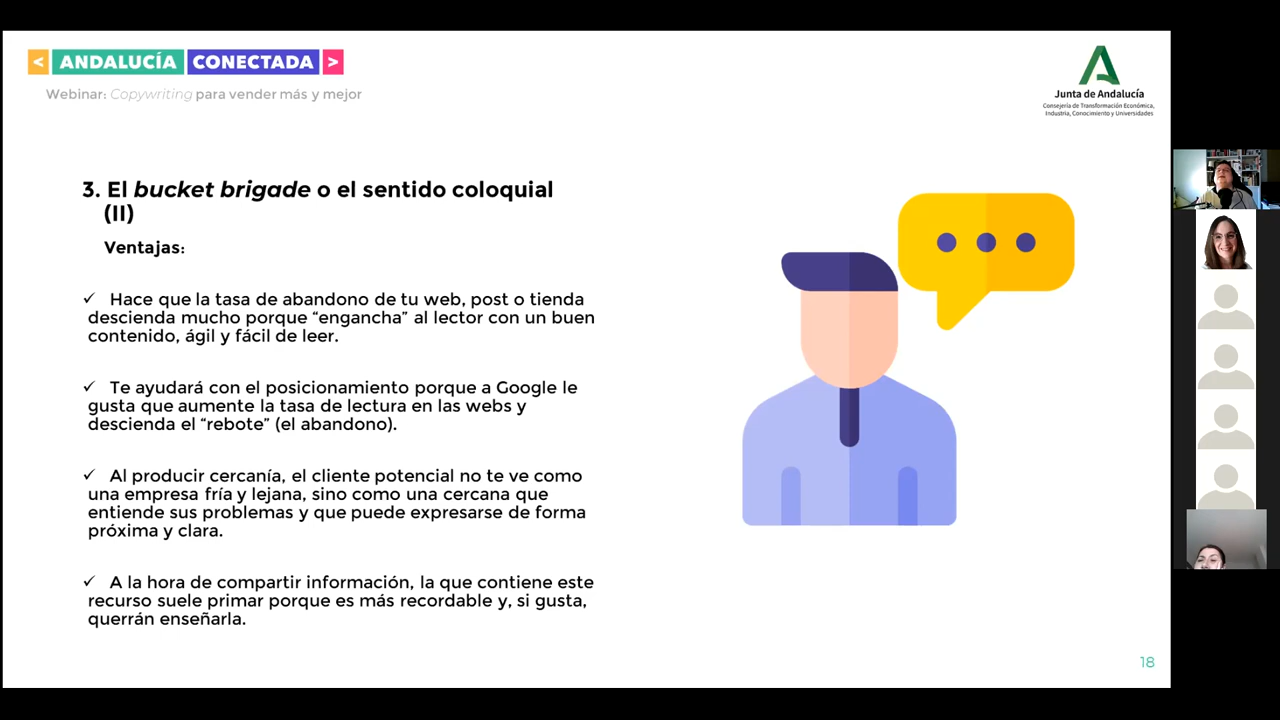 < ANDALUCÍA CONECTADA >
Webinar: Copywriting para vender más y mejor
Junta de Andalucía
Consejería de Transformación Económica,
Industria, Conocimiento y Universidades
3. El bucket brigade o el sentido coloquial
(II)
Ventajas:
✓ Hace que la tasa de abandono de tu web, post o tienda
descienda mucho porque “engancha” al lector con un buen
contenido, ágil y fácil de leer.
✓ Te ayudará con el posicionamiento porque a Google le
gusta que aumente la tasa de lectura en las webs y
descienda el “rebote” (el abandono).
✓ Al producir cercanía, el cliente potencial no te ve como
una empresa fría y lejana, sino como una cercana que
entiende sus problemas y que puede expresarse de forma
próxima y clara.
✓ A la hora de compartir información, la que contiene este
recurso suele primar porque es más recordable y, si gusta,
querrán enseñarla.
18